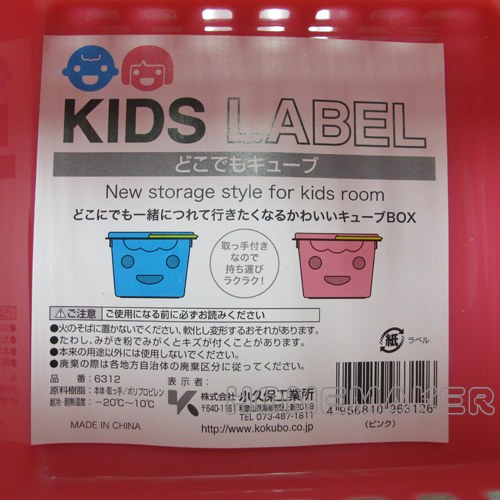 KIDS LABEL
どこでもキューブ
New storage style for kids room
どこにでも一緒につれて行きたくなるかわいいキューブBOX
取っ手付き
なので
持ち運び
ラクラク!
⚠ご注意 ご使用になる前に必ずお読みください
●火のそばに置かないでください、軟化し変形するおそれがあります。
●たわし、みがき粉でみがくとキズが付くことがあります。
●本来の用途以外には使用しないでください。
●廃棄の際は各地方自治体の廃棄区分に従ってください。
紙 ラベル
品番:6312
原料樹脂:本体・取っ手/ポリプロピレン
耐冷・耐熱温度:-20℃〜10℃
MADE IN CHINA
表示者:
株式会社 小久保工業所
〒640-1161
TEL 073-487-1811
www.kokubo.co.jp
HOMEMAKER
4 956810 963126
(ピンク)